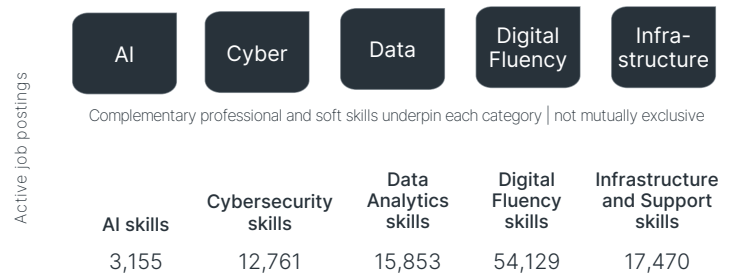 AI
Cyber
Data
Digital
Fluency
Infra-
structure
Complementary professional and soft skills underpin each category | not mutually exclusive
Active job postings
AI skills
Cybersecurity
skills
Data
Analytics
skills
Digital
Fluency
skills
Infrastructure
and Support
skills
3,155
12,761
15,853
54,129
17,470